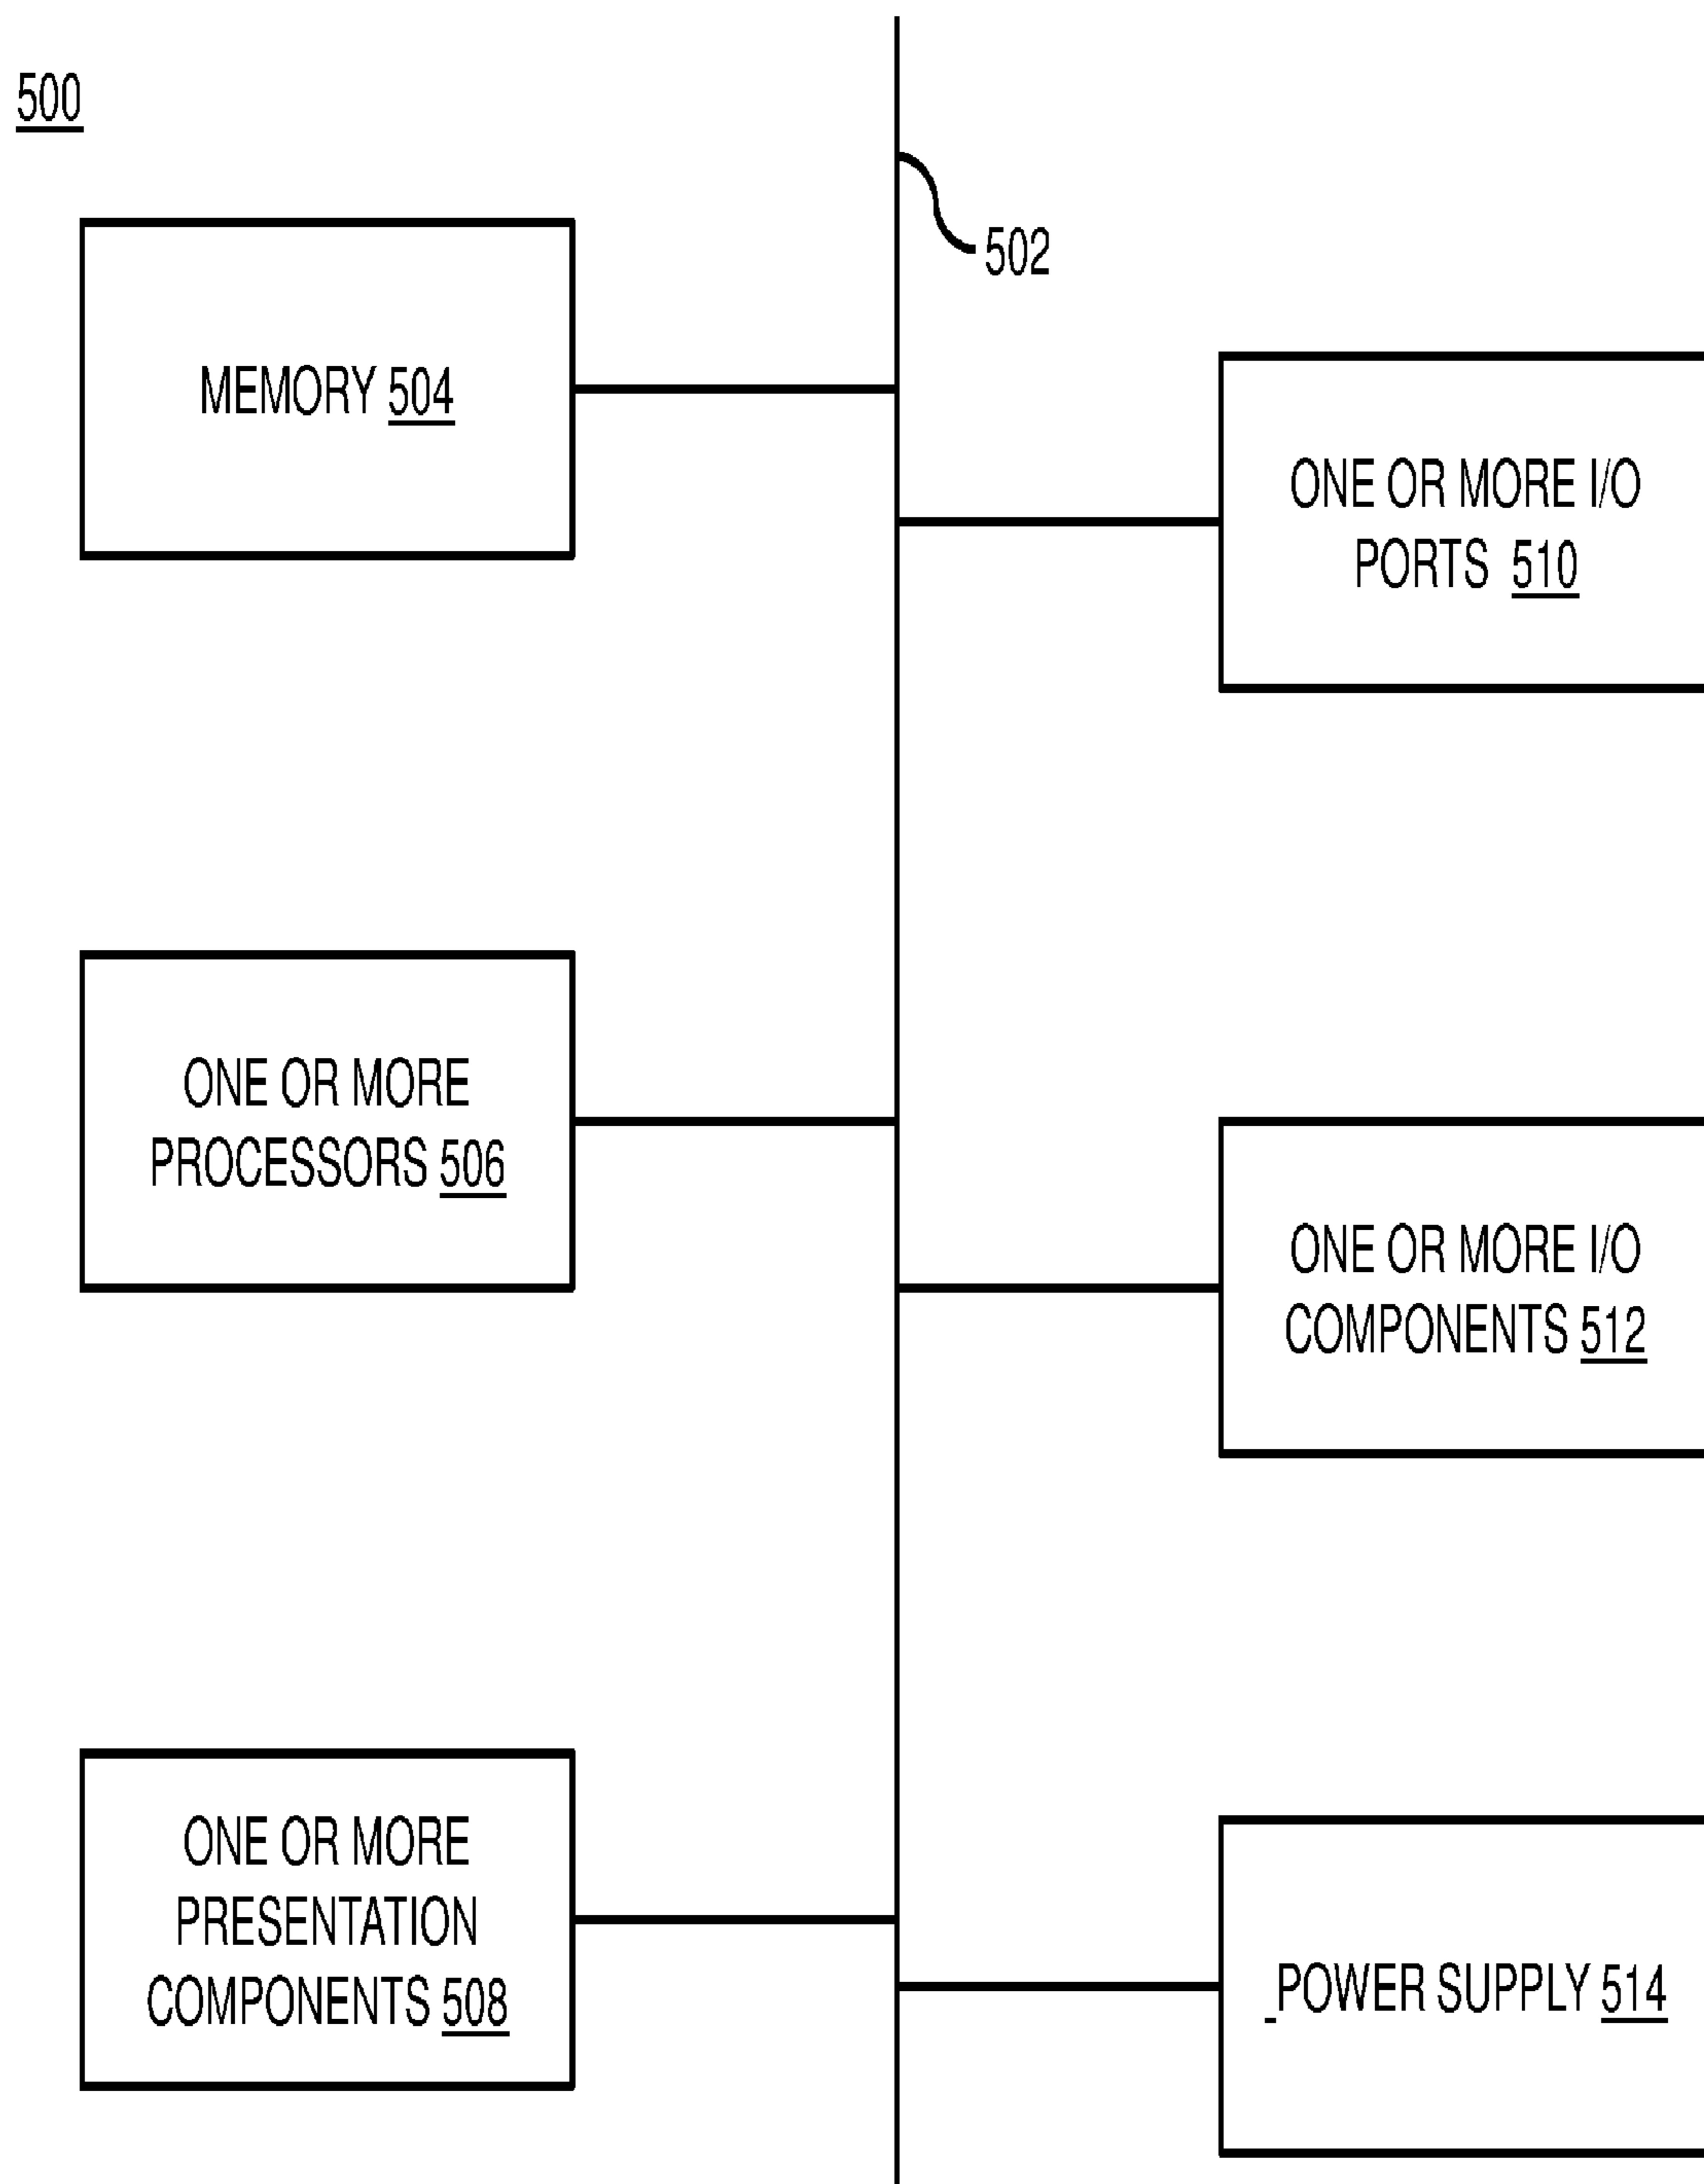 500
502
MEMORY 504
ONE OR MORE I/O
PORTS 510
ONE OR MORE
PROCESSORS 506
ONE OR MORE I/O
COMPONENTS 512
ONE OR MORE
PRESENTATION
COMPONENTS 508
POWER SUPPLY 514